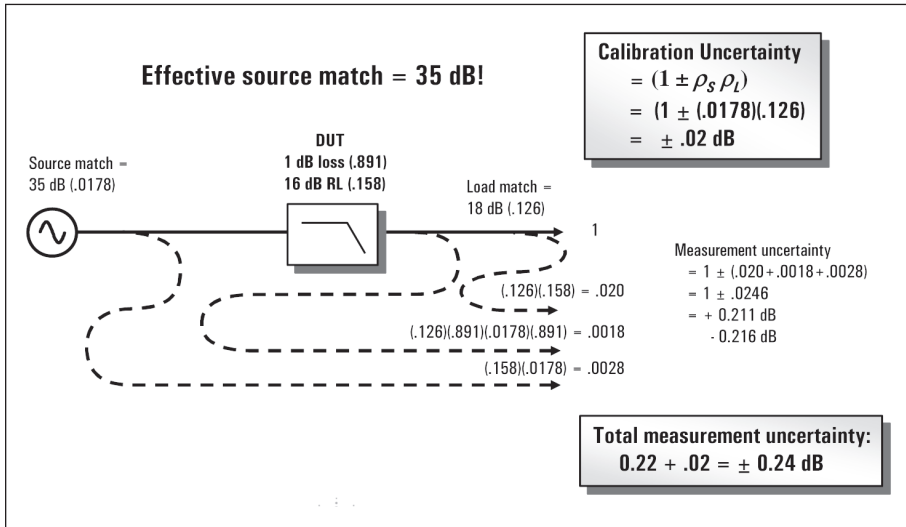 Effective source match = 35 dB!
Calibration Uncertainty
= (1 ± ρS ρL)
= (1 ± (.0178)(.126)
= ± .02 dB
Source match =
35 dB (.0178)
DUT
1 dB loss (.891)
16 dB RL (.158)
Load match =
18 dB (.126)
1
Measurement uncertainty
= 1 ± (.020+.0018+.0028)
= 1 ± .0246
= + 0.211 dB
- 0.216 dB
(.126)(.158) = .020
(.126)(.891)(.0178)(.891) = .0018
(.158)(.0178) = .0028
Total measurement uncertainty:
0.22 + .02 = ± 0.24 dB